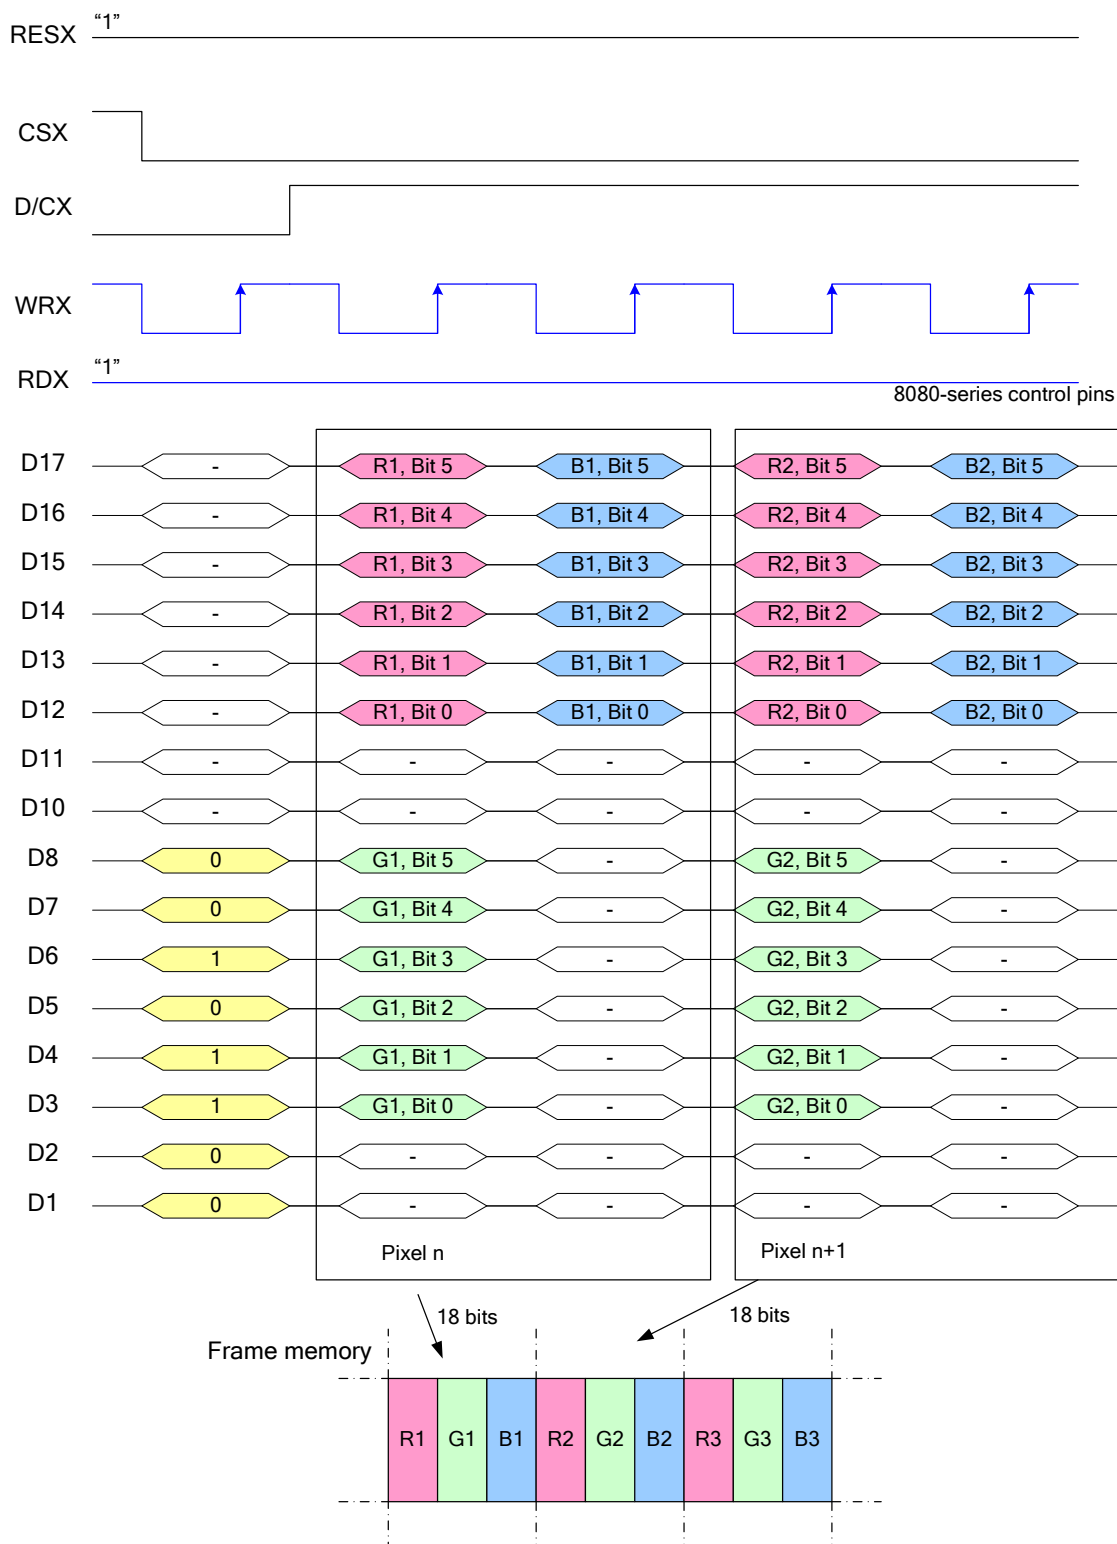 RESX “1”
CSX
D/CX
WRX
RDX “1”
8080-series control pins
D17 - R1, Bit 5 B1, Bit 5 R2, Bit 5 B2, Bit 5
D16 - R1, Bit 4 B1, Bit 4 R2, Bit 4 B2, Bit 4
D15 - R1, Bit 3 B1, Bit 3 R2, Bit 3 B2, Bit 3
D14 - R1, Bit 2 B1, Bit 2 R2, Bit 2 B2, Bit 2
D13 - R1, Bit 1 B1, Bit 1 R2, Bit 1 B2, Bit 1
D12 - R1, Bit 0 B1, Bit 0 R2, Bit 0 B2, Bit 0
D11 - - - - -
D10 - - - - -
D8 0 G1, Bit 5 - G2, Bit 5 -
D7 0 G1, Bit 4 - G2, Bit 4 -
D6 1 G1, Bit 3 - G2, Bit 3 -
D5 0 G1, Bit 2 - G2, Bit 2 -
D4 1 G1, Bit 1 - G2, Bit 1 -
D3 1 G1, Bit 0 - G2, Bit 0 -
D2 0 - - - -
D1 0 - - - -
Pixel n Pixel n+1
18 bits 18 bits
Frame memory
R1 G1 B1 R2 G2 B2 R3 G3 B3